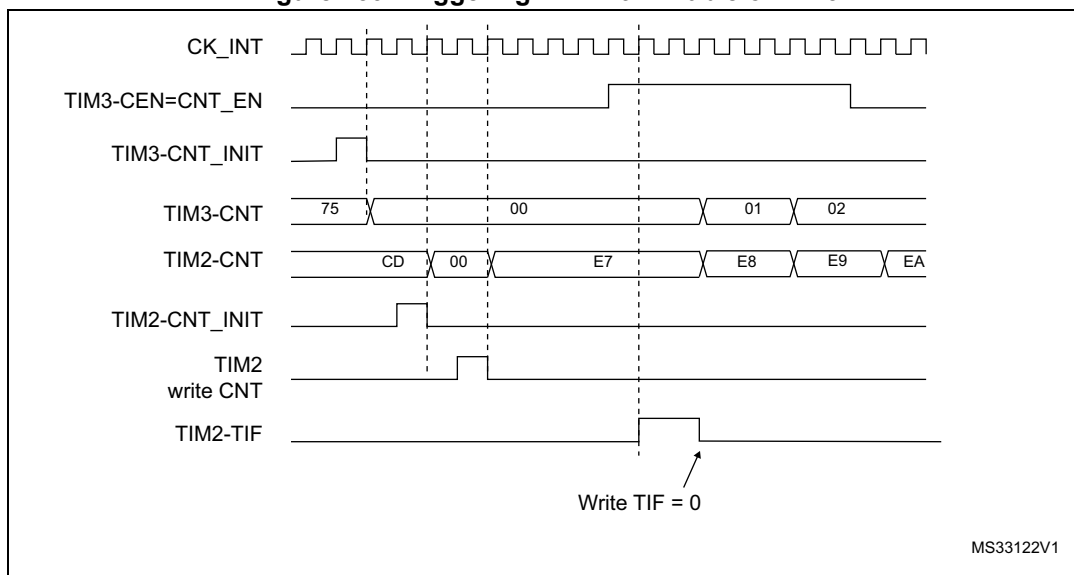 CK_INT
TIM3-CEN=CNT_EN
TIM3-CNT_INIT
TIM3-CNT 75 00 01 02
TIM2-CNT CD 00 E7 E8 E9 EA
TIM2-CNT_INIT
TIM2
write CNT
TIM2-TIF
Write TIF = 0
MS33122V1